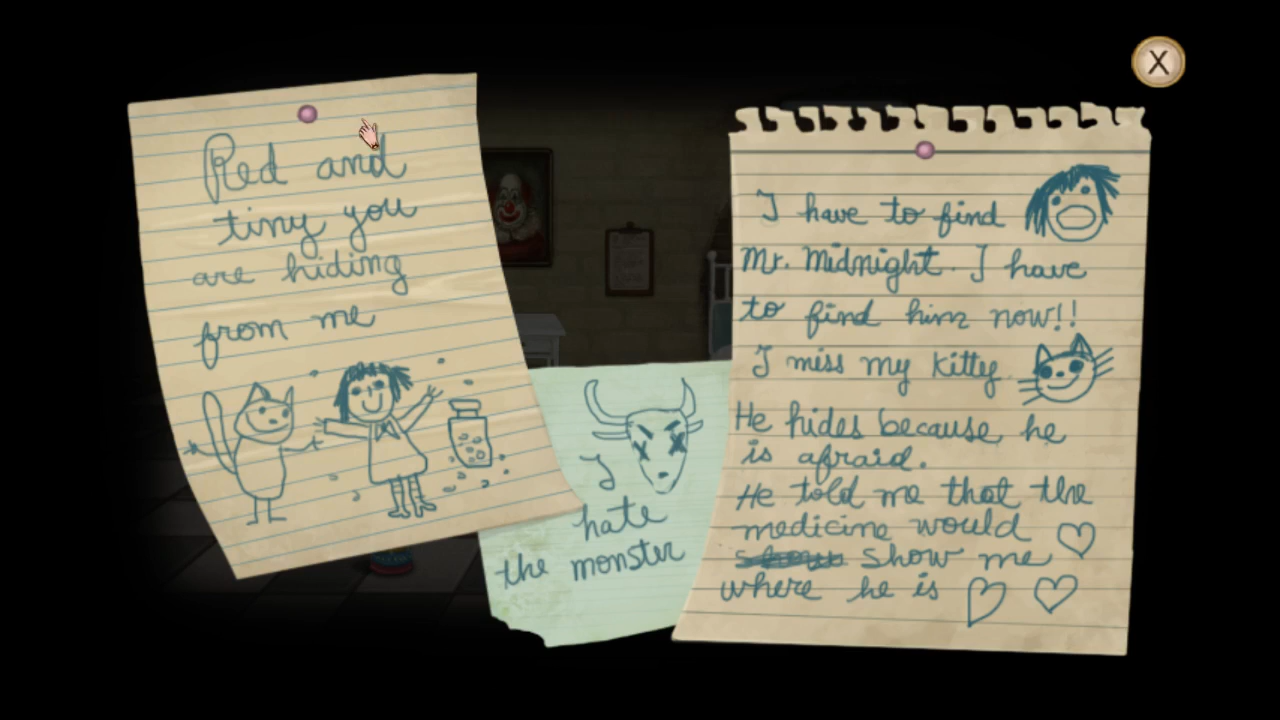 Red and
tiny you
are hiding
from me
I
hate
the monster
I have to find
Mr. Midnight. I have
to find him now!!
I miss my kitty
He hides because he
is afraid.
He told me that the
medicine would
show me
where he is
X